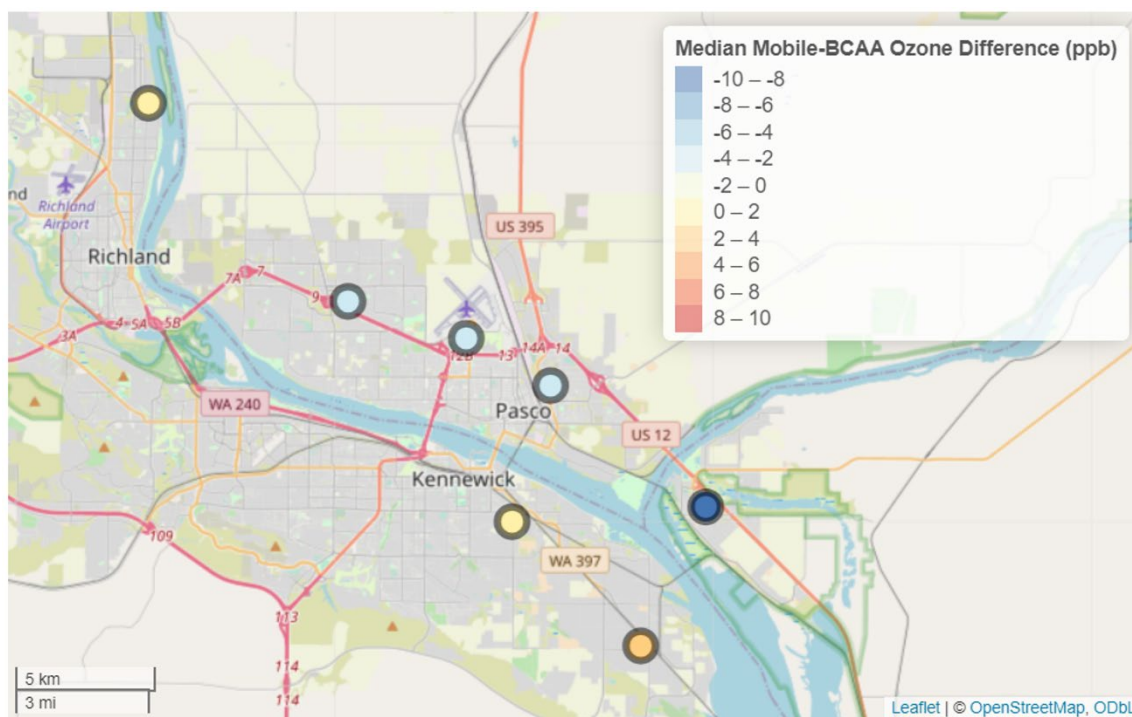 Median Mobile-BCAA Ozone Difference (ppb)
-10 – -8
-8 – -6
-6 – -4
-4 – -2
-2 – 0
0 – 2
2 – 4
4 – 6
6 – 8
8 – 10
nd
Richland
Airport
US 395
Richland
7A
7
9
3A
4
5A
5B
12B
13
14A
14
WA 240
Pasco
US 12
Kennewick
109
WA 397
113
114
114
5 km
3 mi
Leaflet | © OpenStreetMap, ODbL